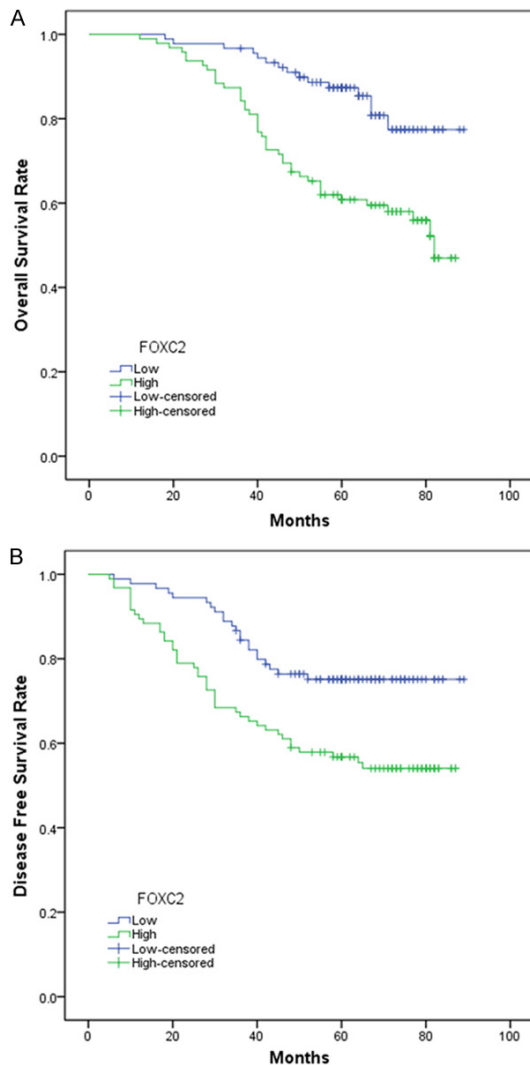 A
Overall Survival Rate
1.0
0.8
0.6
0.4
0.2
0.0
FOXC2
Low
High
Low-censored
High-censored
0 20 40 60 80 100
Months
B
Disease Free Survival Rate
1.0
0.8
0.6
0.4
0.2
0.0
FOXC2
Low
High
Low-censored
High-censored
0 20 40 60 80 100
Months